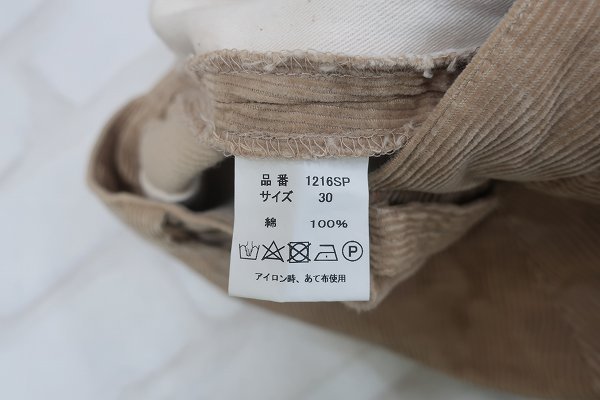 品番 1216SP
サイズ 30
綿 100%
P
アイロン時、あて布使用